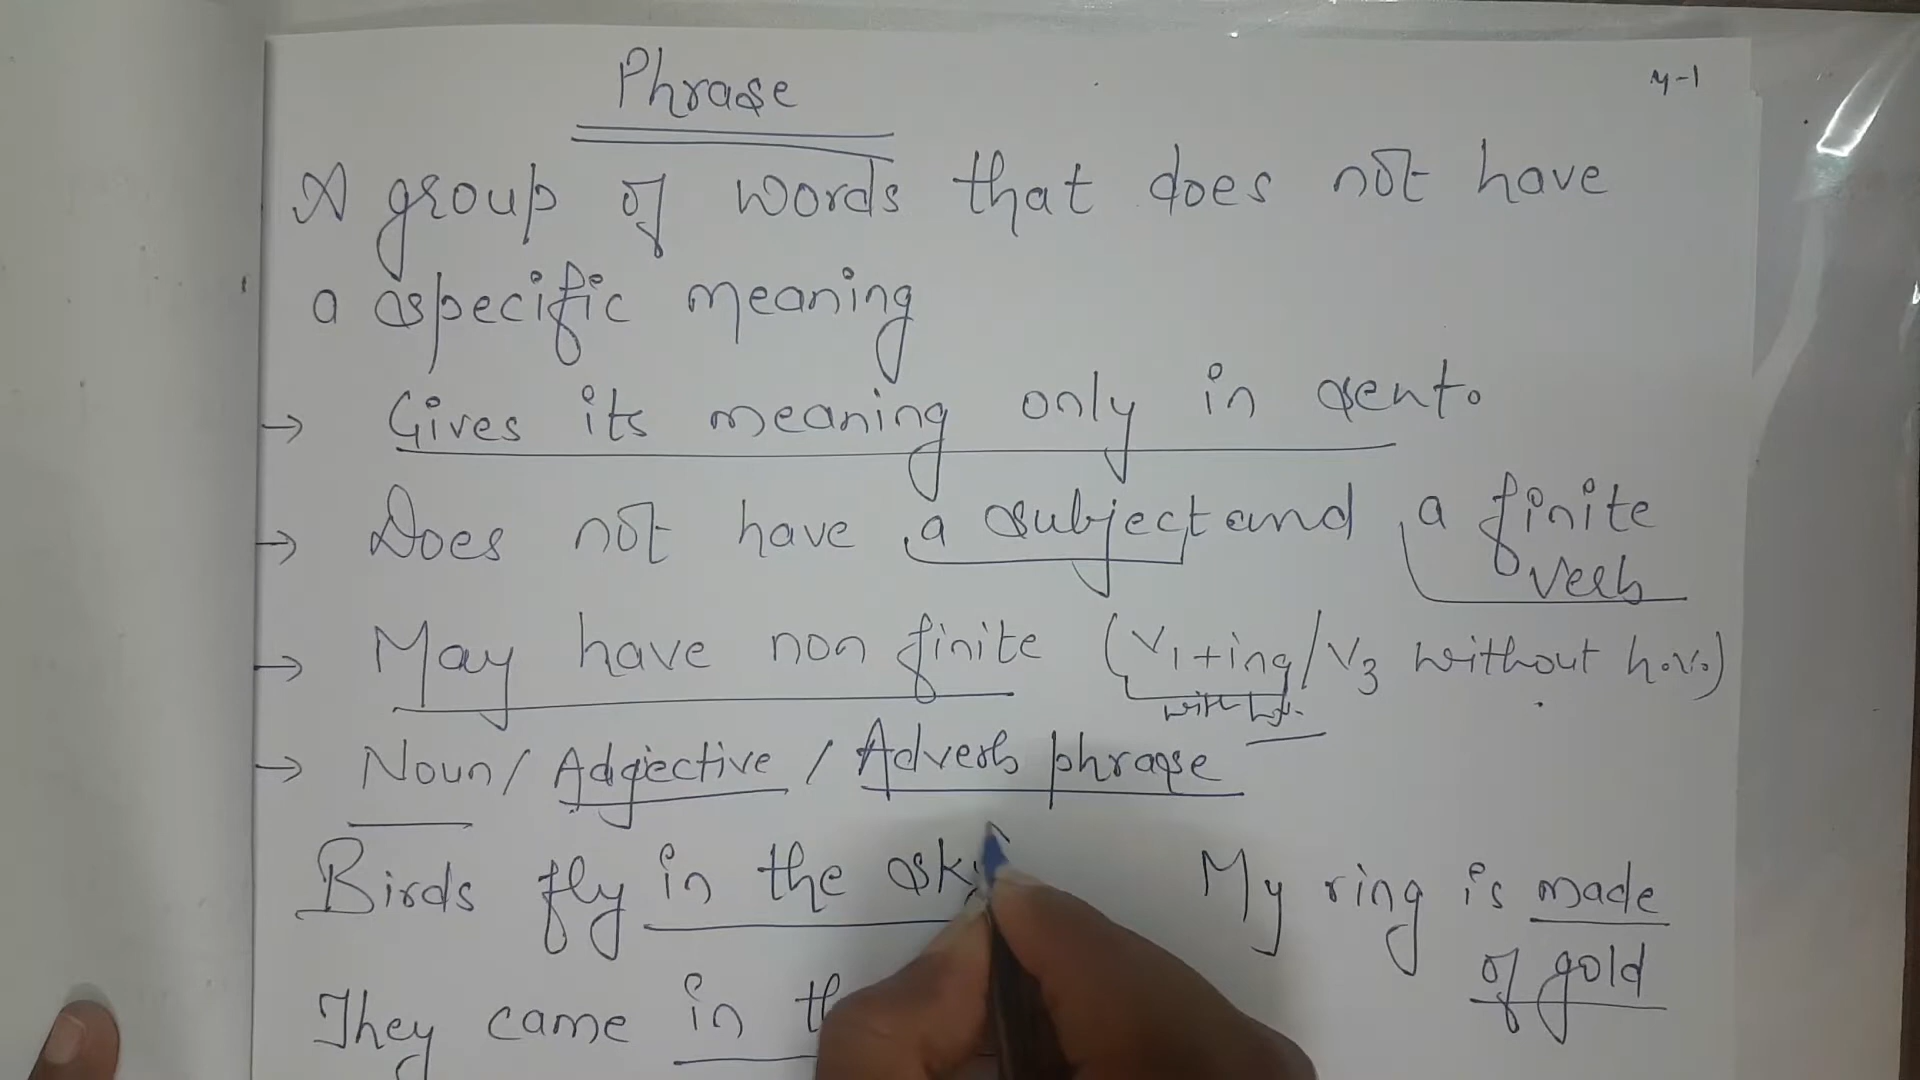 Phrase
M-1
A group of words that does not have
a specific meaning
→ Gives its meaning only in sent.
→ Does not have a subject and a finite
verb
→ May have non finite (V1+ing/V3 without h.v.)
with
→ Noun/ Adjective / Adverb phrase
Birds fly in the sky
My ring is made
of gold
They came in